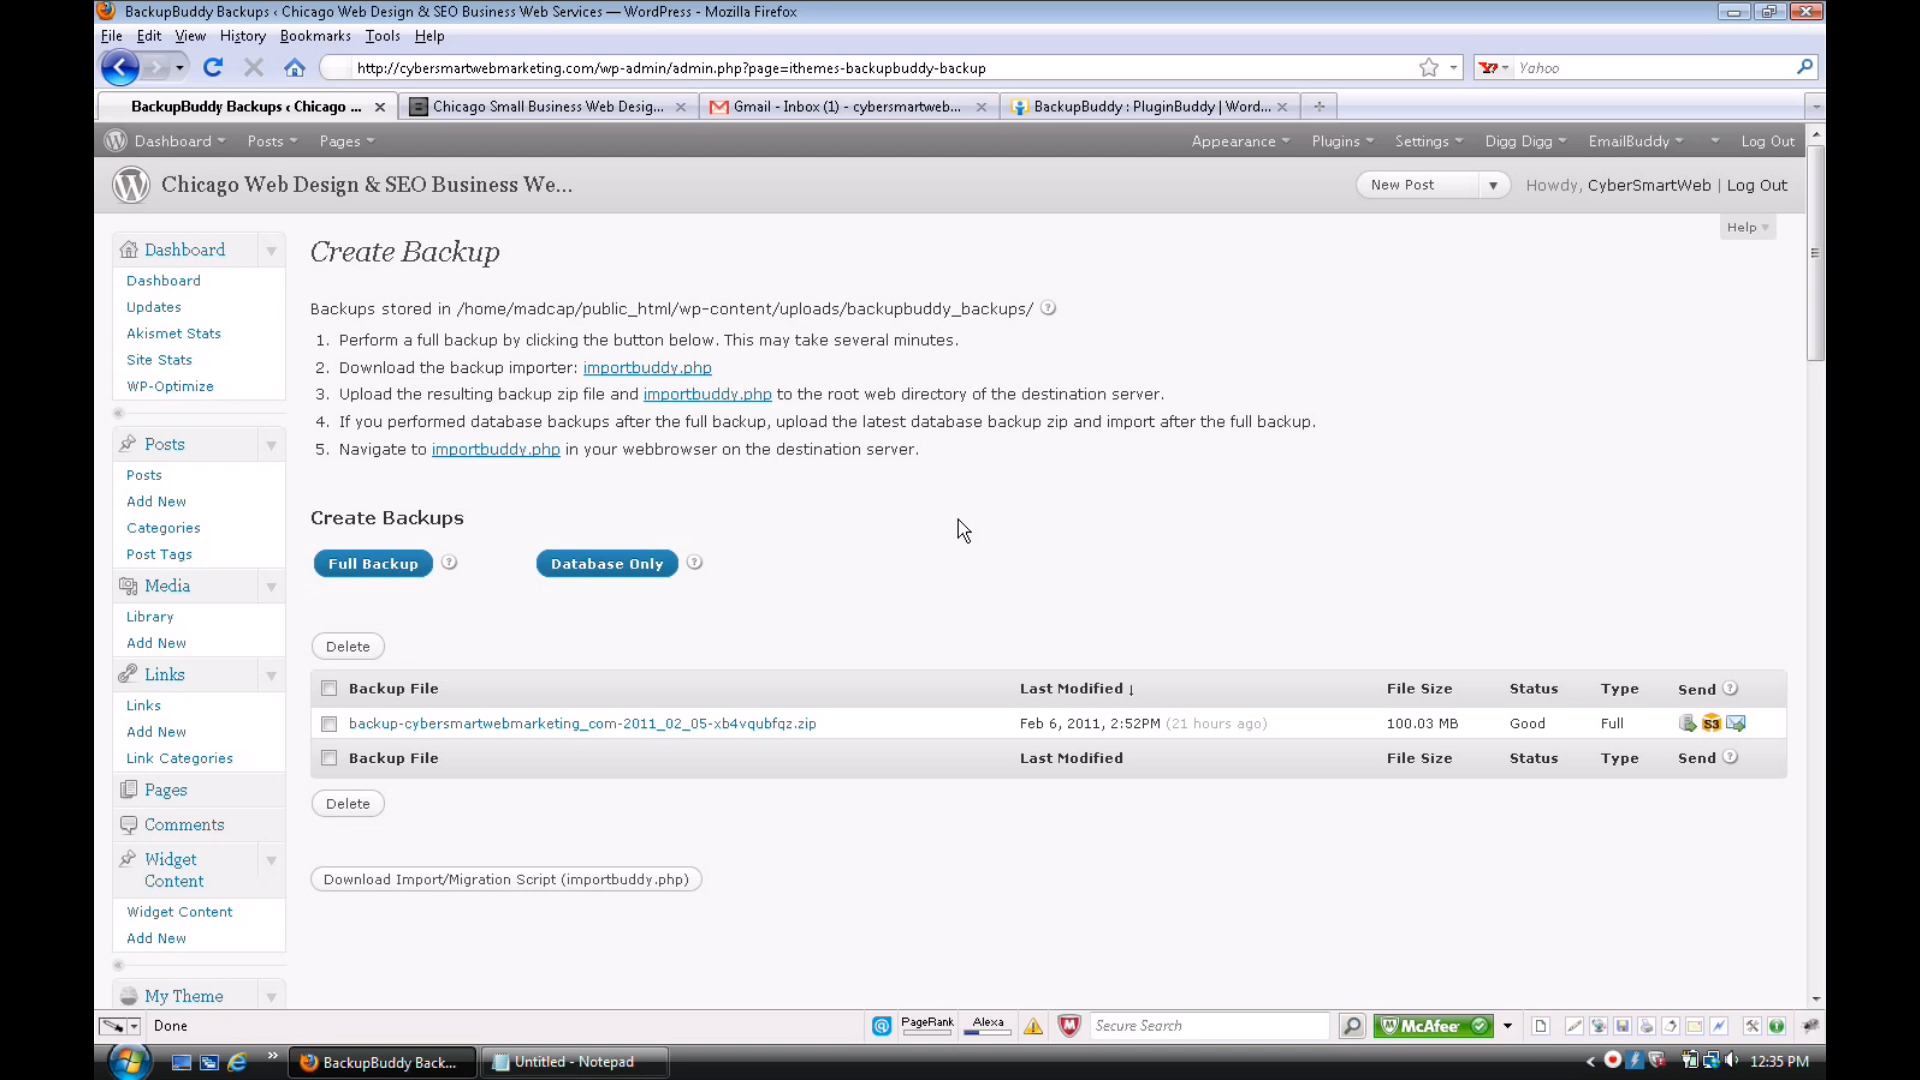 BackupBuddy Backups ‹ Chicago Web Design & SEO Business Web Services — WordPress - Mozilla Firefox
File Edit View History Bookmarks Tools Help
http://cybersmartwebmarketing.com/wp-admin/admin.php?page=ithemes-backupbuddy-backup
Yahoo
BackupBuddy Backups ‹ Chicago ...
Chicago Small Business Web Desig...
Gmail - Inbox (1) - cybersmartweb...
BackupBuddy : PluginBuddy | Word...
Dashboard Posts Pages Appearance Plugins Settings Digg Digg EmailBuddy Log Out
Chicago Web Design & SEO Business We...
New Post
Howdy, CyberSmartWeb | Log Out
Help
Dashboard
Dashboard
Updates
Akismet Stats
Site Stats
WP-Optimize
Posts
Posts
Add New
Categories
Post Tags
Media
Library
Add New
Links
Links
Add New
Link Categories
Pages
Comments
Widget
Content
Widget Content
Add New
My Theme
Create Backup
Backups stored in /home/madcap/public_html/wp-content/uploads/backupbuddy_backups/ ?
1. Perform a full backup by clicking the button below. This may take several minutes.
2. Download the backup importer: importbuddy.php
3. Upload the resulting backup zip file and importbuddy.php to the root web directory of the destination server.
4. If you performed database backups after the full backup, upload the latest database backup zip and import after the full backup.
5. Navigate to importbuddy.php in your webbrowser on the destination server.
Create Backups
Full Backup ? Database Only ?
Delete
Backup File Last Modified ↓ File Size Status Type Send ?
backup-cybersmartwebmarketing_com-2011_02_05-xb4vqubfqz.zip Feb 6, 2011, 2:52PM (21 hours ago) 100.03 MB Good Full S3
Backup File Last Modified File Size Status Type Send ?
Delete
Download Import/Migration Script (importbuddy.php)
Done
PageRank
Alexa
Secure Search
McAfee
BackupBuddy Back...
Untitled - Notepad
12:35 PM